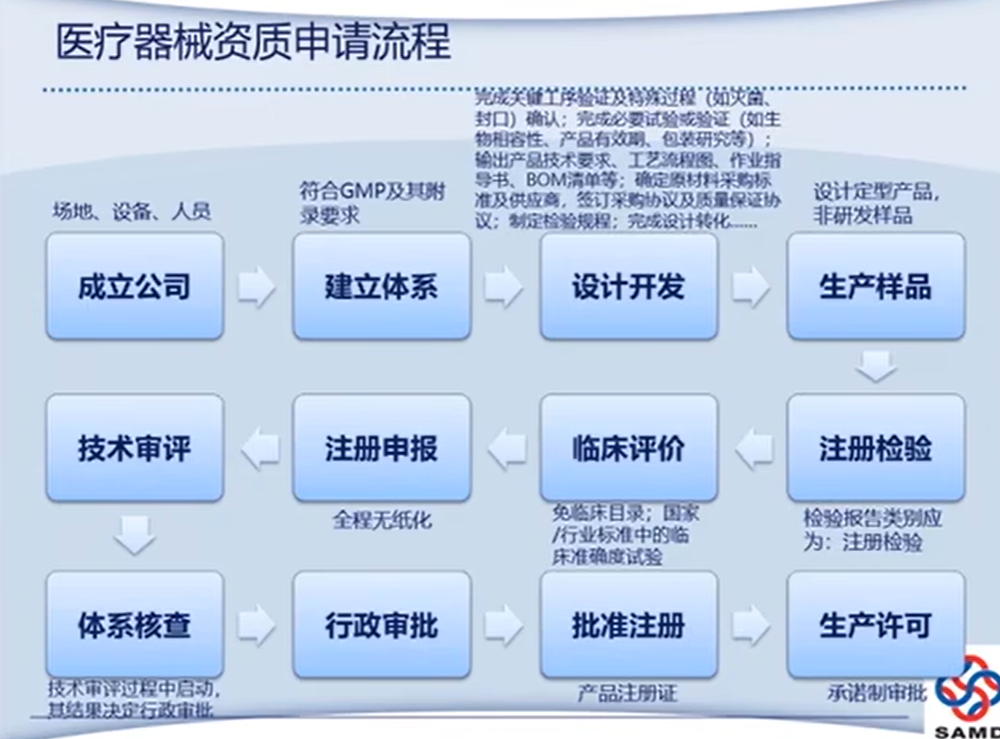 医疗器械资质申请流程
完成关键工序验证及特殊过程（如灭菌、
封口）确认；完成必要试验或验证（如生
物相容性、产品有效期、包装研究等）；
输出产品技术要求、工艺流程图、作业指
导书、BOM清单等；确定原材料采购标
准及供应商，签订采购协议及质量保证协
议；制定检验规程；完成设计转化......
场地、设备、人员
符合GMP及其附
录要求
设计定型产品，
非研发样品
成立公司
建立体系
设计开发
生产样品
技术审评
注册申报
临床评价
注册检验
全程无纸化
免临床目录；国家
/行业标准中的临
床准确度试验
检验报告类别应
为：注册检验
体系核查
行政审批
批准注册
生产许可
技术审评过程中启动，
其结果决定行政审批
产品注册证
承诺制审批
SAMD